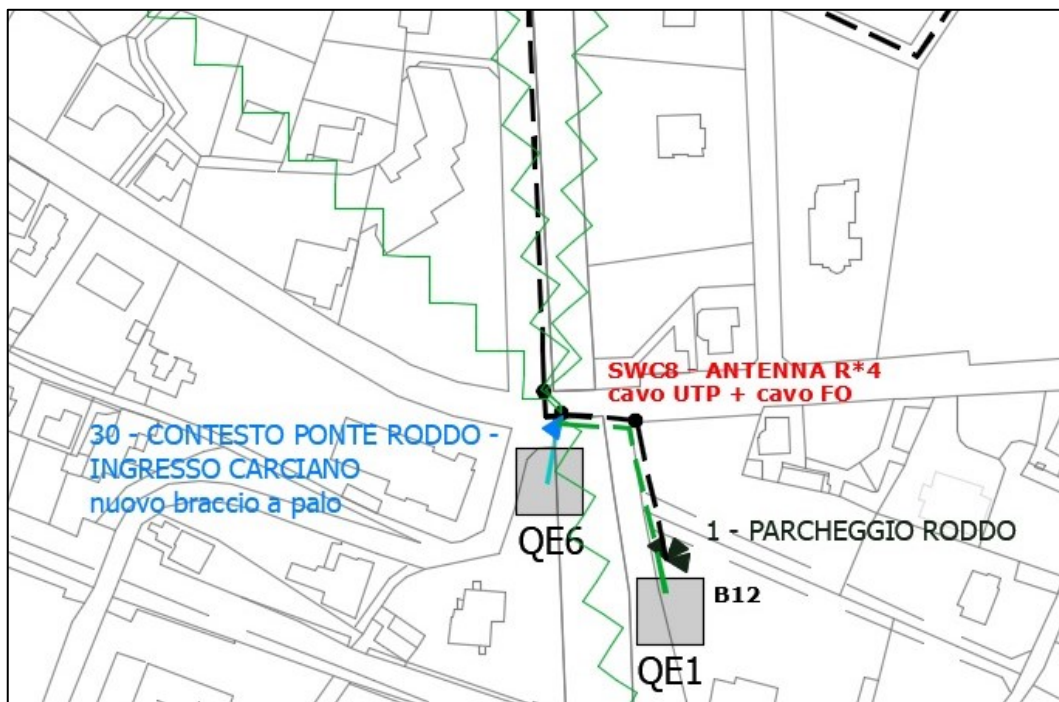 SWC8 - ANTENNA R*4
cavo UTP + cavo FO
30 - CONTESTO PONTE RODDO -
INGRESSO CARCIANO
nuovo braccio a palo
QE6
1 - PARCHEGGIO RODDO
B12
QE1